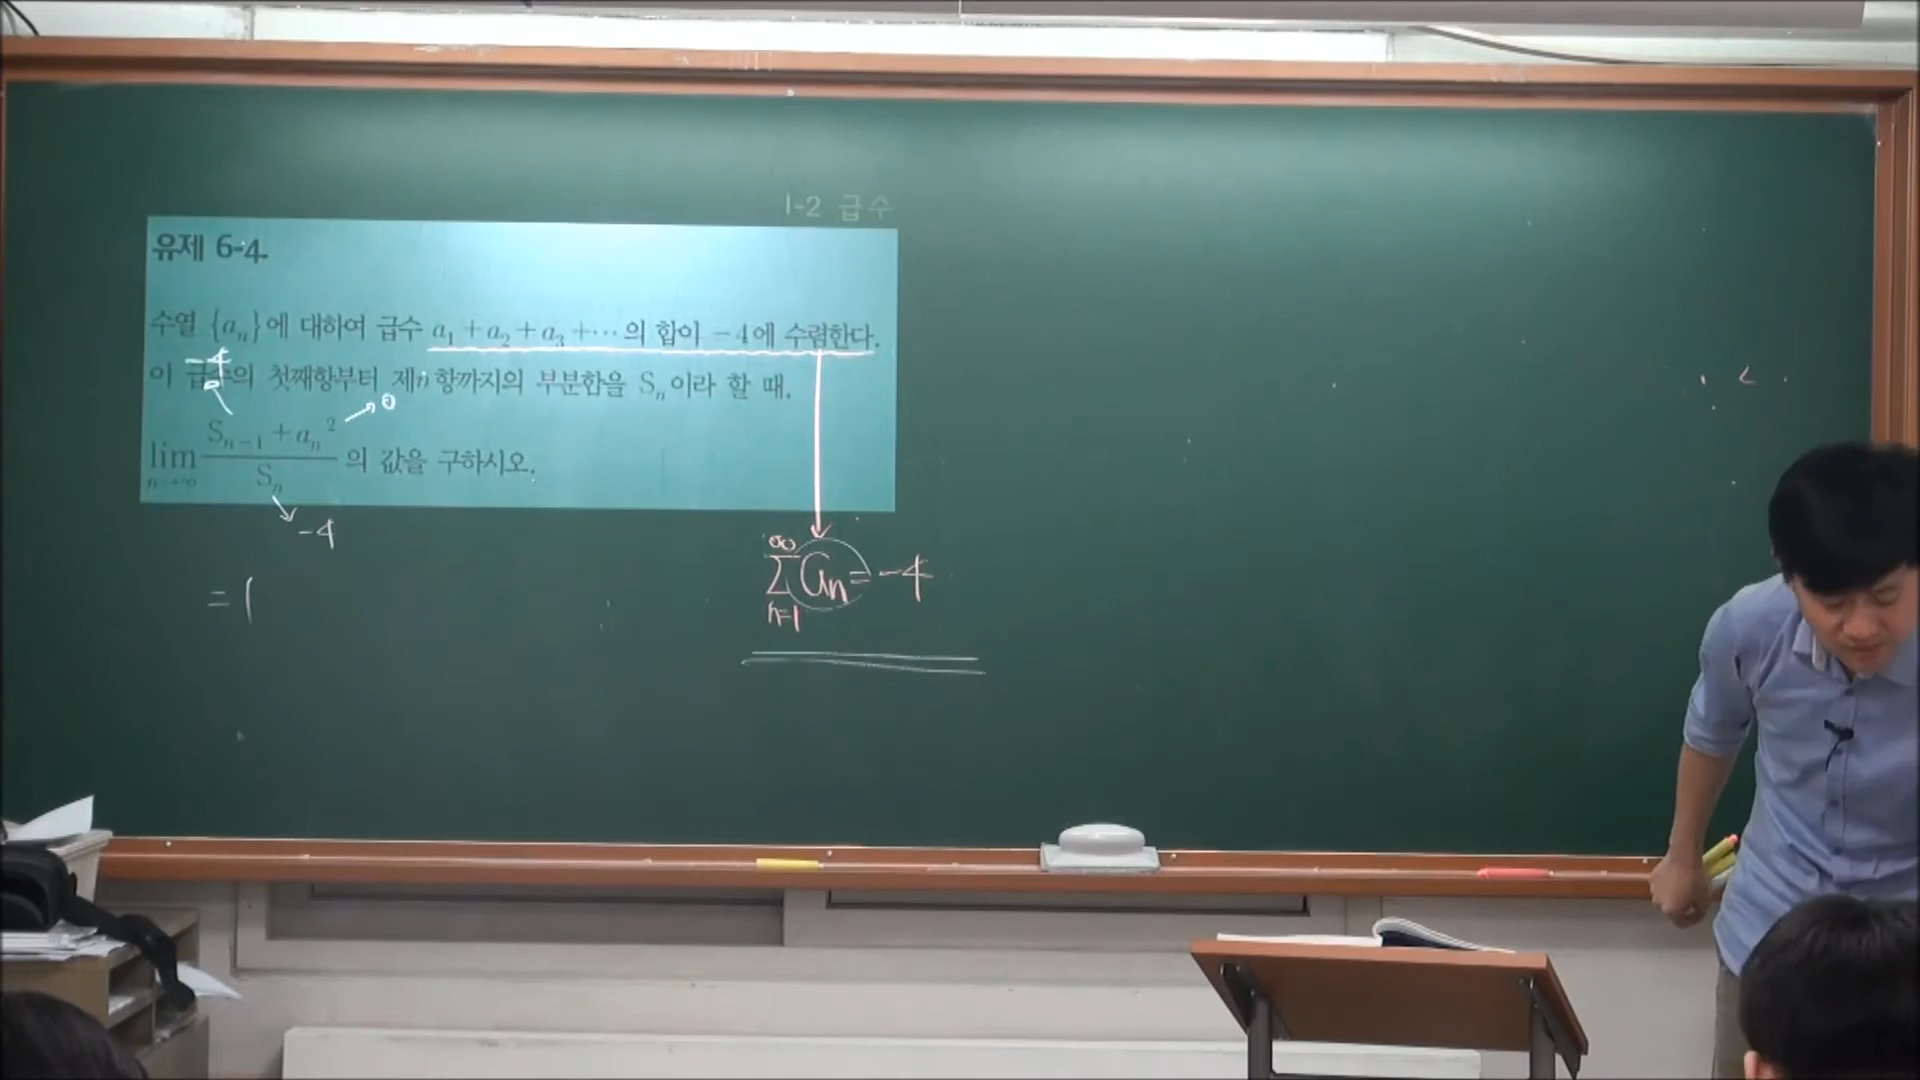 1-2 급수
유제 6-4.
수열 {aₙ}에 대하여 급수 a₁+a₂+a₃+⋯의 합이 -4에 수렴한다.
-4
이 급수의 첫째항부터 제n항까지의 부분합을 Sₙ이라 할 때,
0
lim n→∞ (Sₙ₋₁+aₙ²)/Sₙ 의 값을 구하시오.
-4
= 1
∞
Σ aₙ = -4
n=1